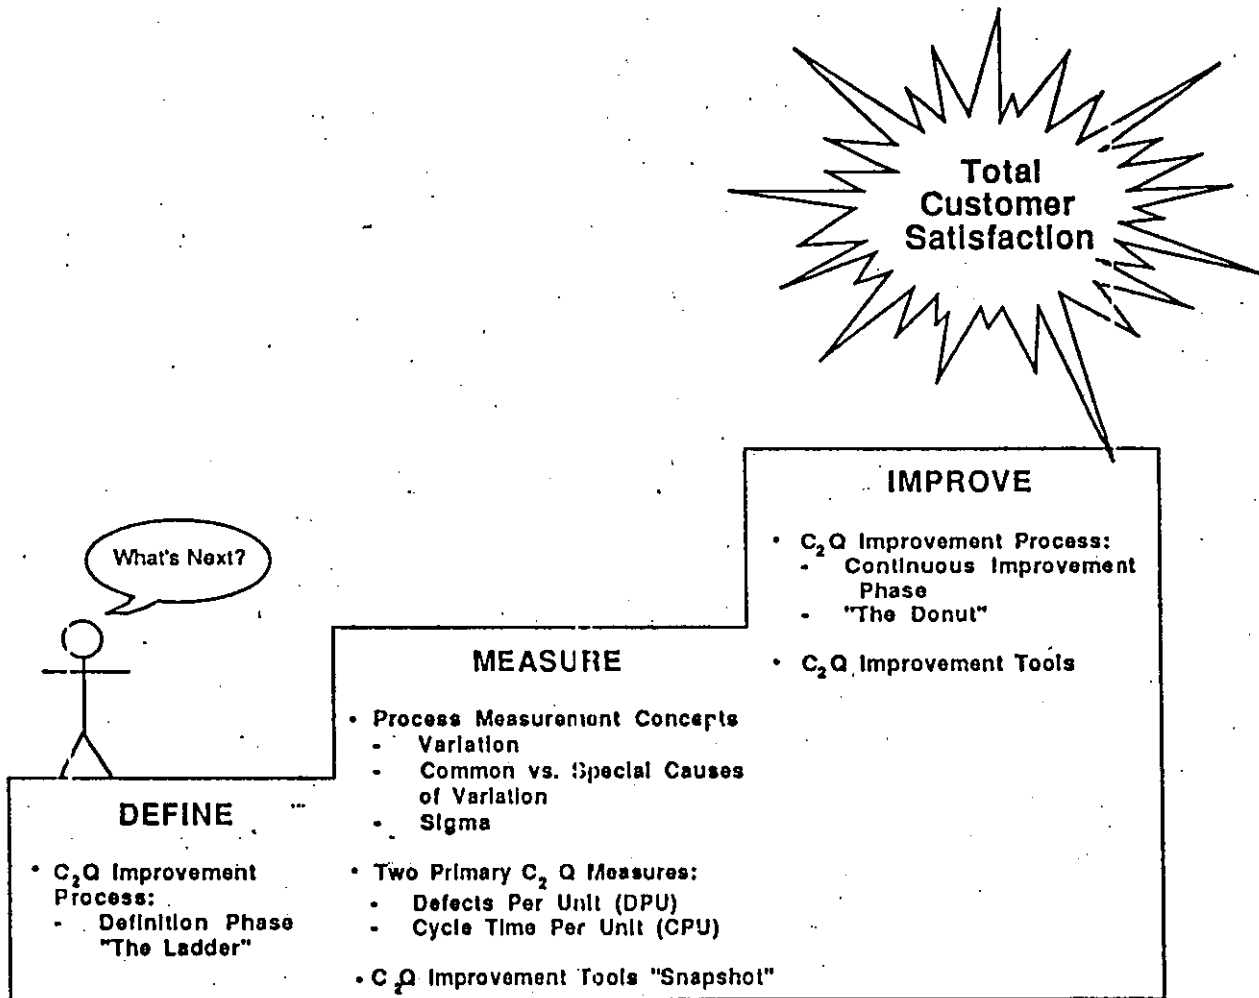 Total
Customer
Satisfaction
What's Next?
IMPROVE
• C₂Q Improvement Process:
- Continuous Improvement
Phase
- "The Donut"
• C₂Q Improvement Tools
MEASURE
• Process Measurement Concepts
- Variation
- Common vs. Special Causes
of Variation
- Sigma
• Two Primary C₂ Q Measures:
- Defects Per Unit (DPU)
- Cycle Time Per Unit (CPU)
• C₂Q Improvement Tools "Snapshot"
DEFINE
• C₂Q Improvement
Process:
- Definition Phase
"The Ladder"